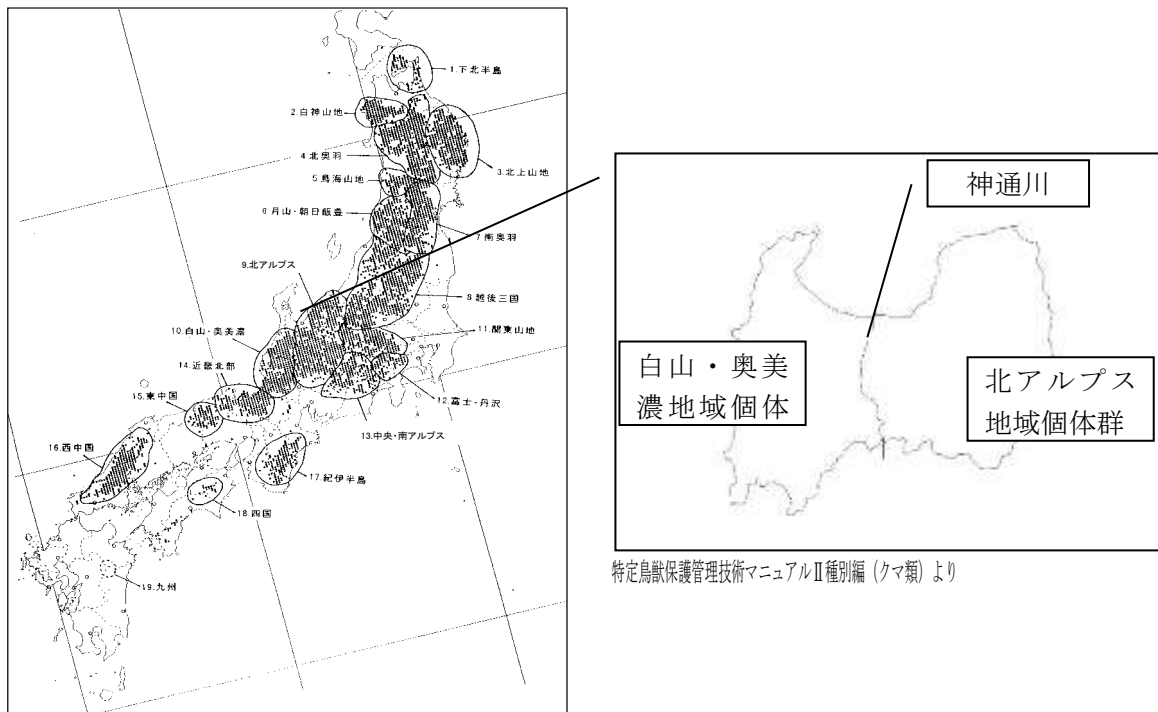 1.下北半島
2.白神山地
4.北奥羽
3.北上山地
5.鳥海山地
6.月山・朝日飯豊
7.南奥羽
9.北アルプス
8.越後三国
10.白山・奥美濃
11.関東山地
14.近畿北部
15.東中国
12.富士・丹沢
13.中央・南アルプス
16.西中国
17.紀伊半島
18.四国
19.九州
神通川
白山・奥美
濃地域個体
北アルプス
地域個体群
特定鳥獣保護管理技術マニュアルⅡ種別編（クマ類）より